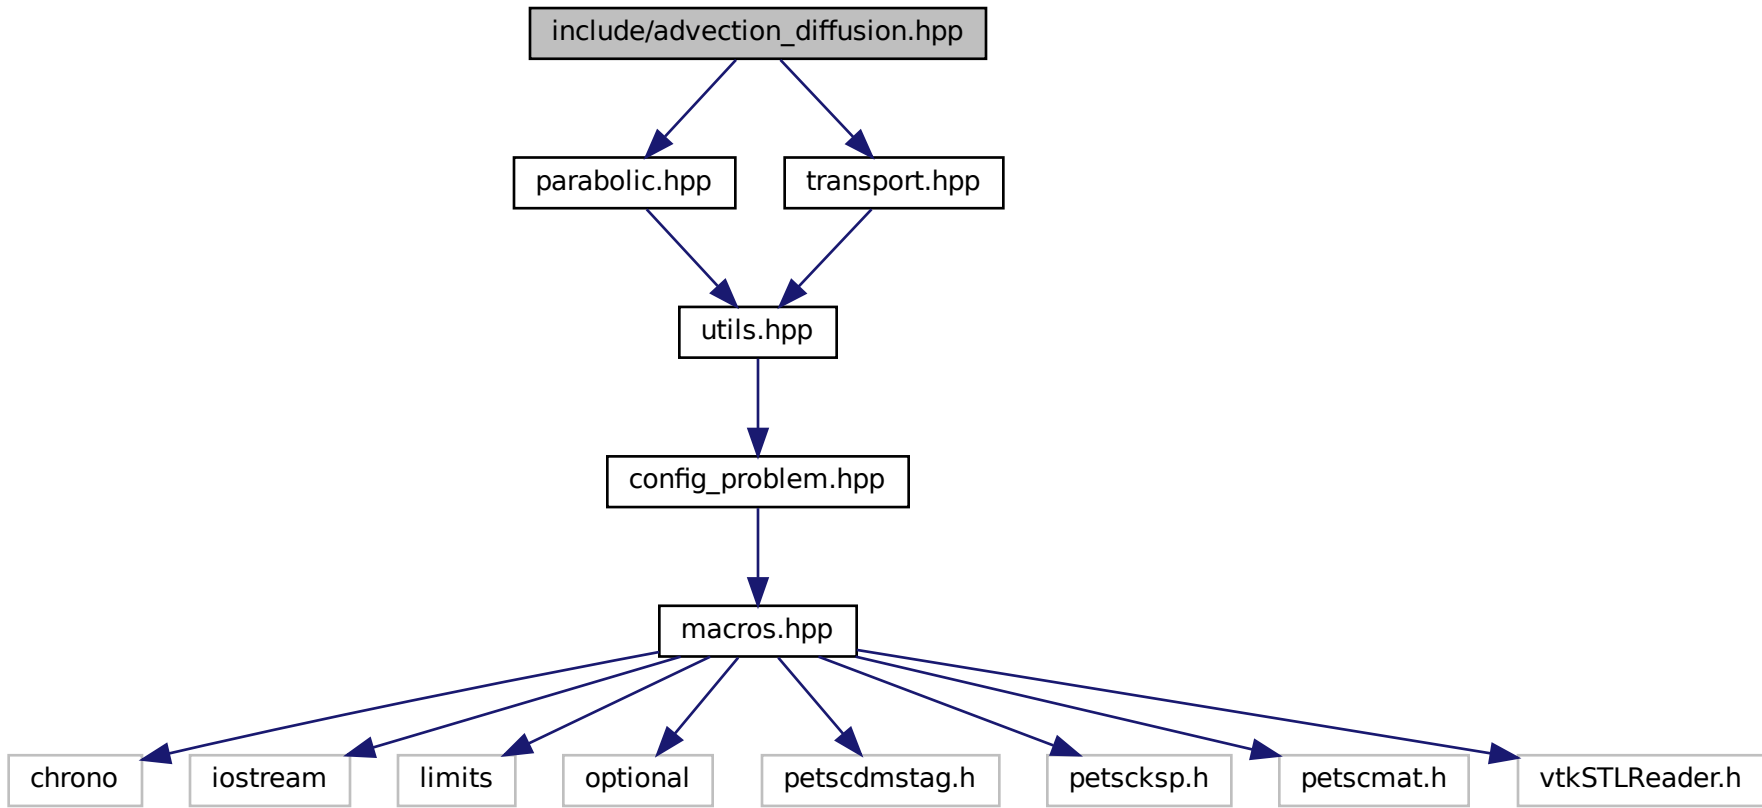 include/advection_diffusion.hpp
parabolic.hpp
transport.hpp
utils.hpp
config_problem.hpp
macros.hpp
chrono
iostream
limits
optional
petscdmstag.h
petscksp.h
petscmat.h
vtkSTLReader.h